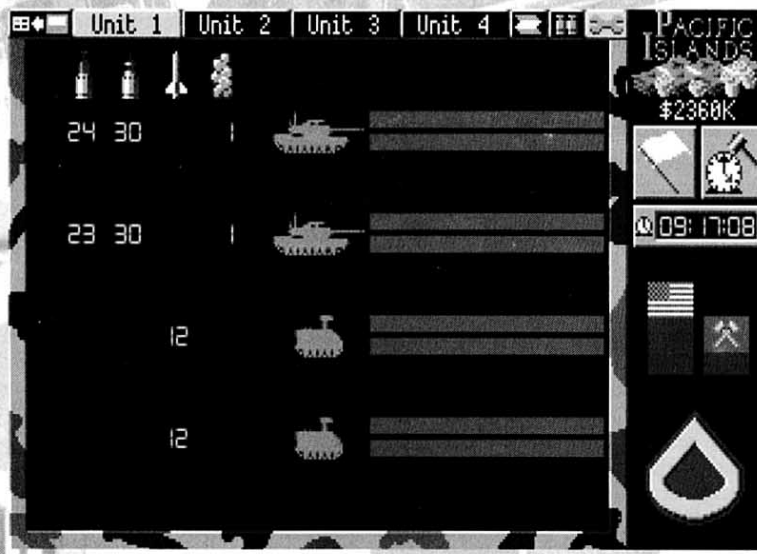 Unit 1 Unit 2 Unit 3 Unit 4
PACIFIC
ISLANDS
$2360K
24 30 1
09:17:08
23 30 1
12
12